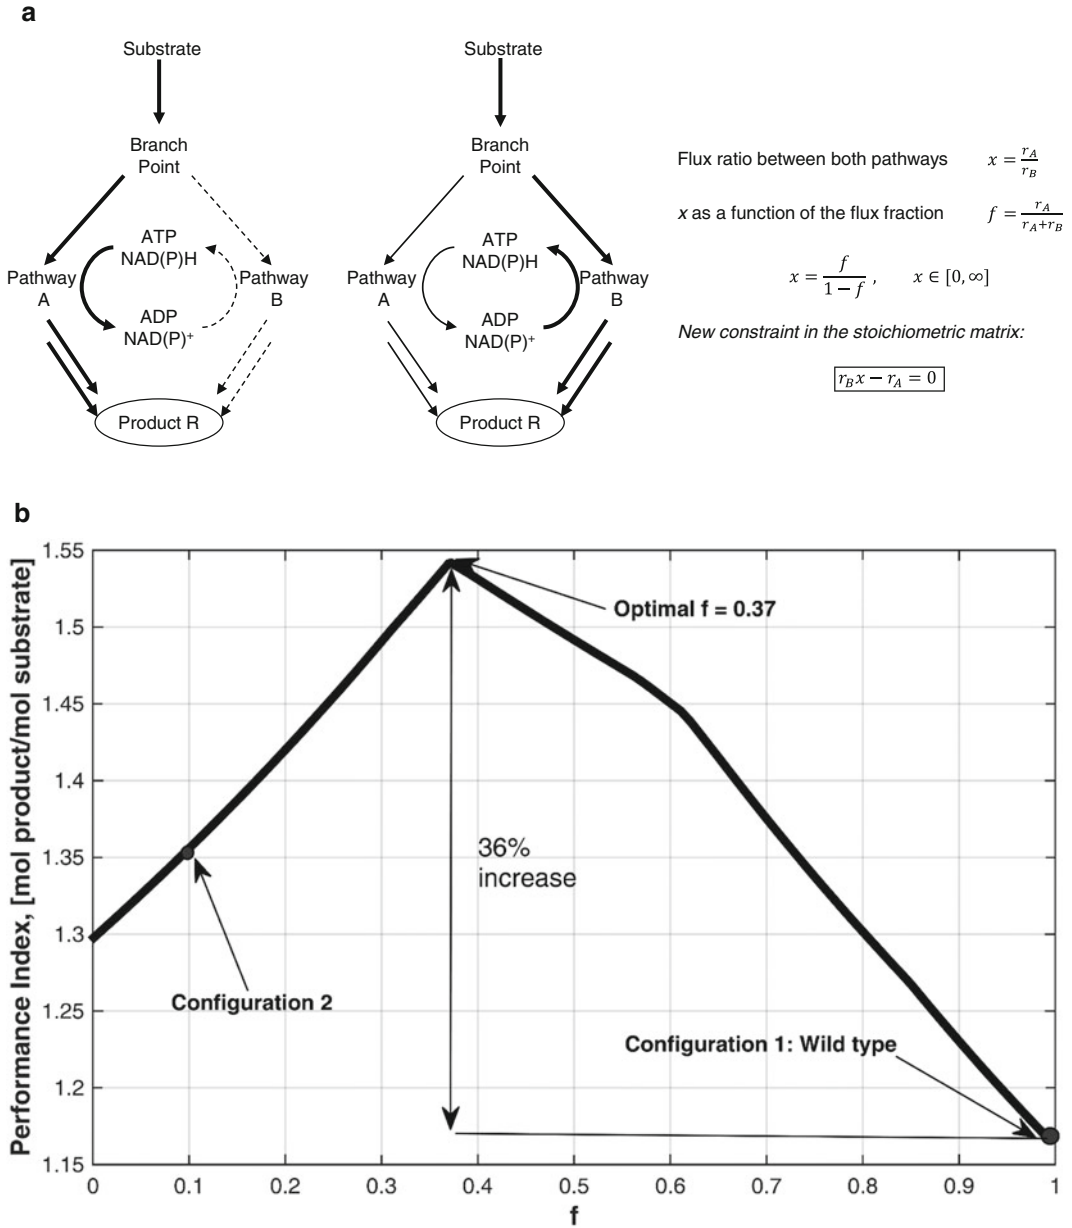 a
Substrate
Branch
Point
ATP
NAD(P)H
Pathway
A
Pathway
B
ADP
NAD(P)⁺
Product R
Substrate
Branch
Point
ATP
NAD(P)H
Pathway
A
Pathway
B
ADP
NAD(P)⁺
Product R
Flux ratio between both pathways x = r_A/r_B
x as a function of the flux fraction f = r_A/(r_A+r_B)
x = f/(1 − f) , x ∈ [0,∞]
New constraint in the stoichiometric matrix:
r_B x − r_A = 0
b
Performance Index, [mol product/mol substrate]
1.55
1.5
1.45
1.4
1.35
1.3
1.25
1.2
1.15
Optimal f = 0.37
36%
increase
Configuration 2
Configuration 1: Wild type
0 0.1 0.2 0.3 0.4 0.5 0.6 0.7 0.8 0.9 1
f